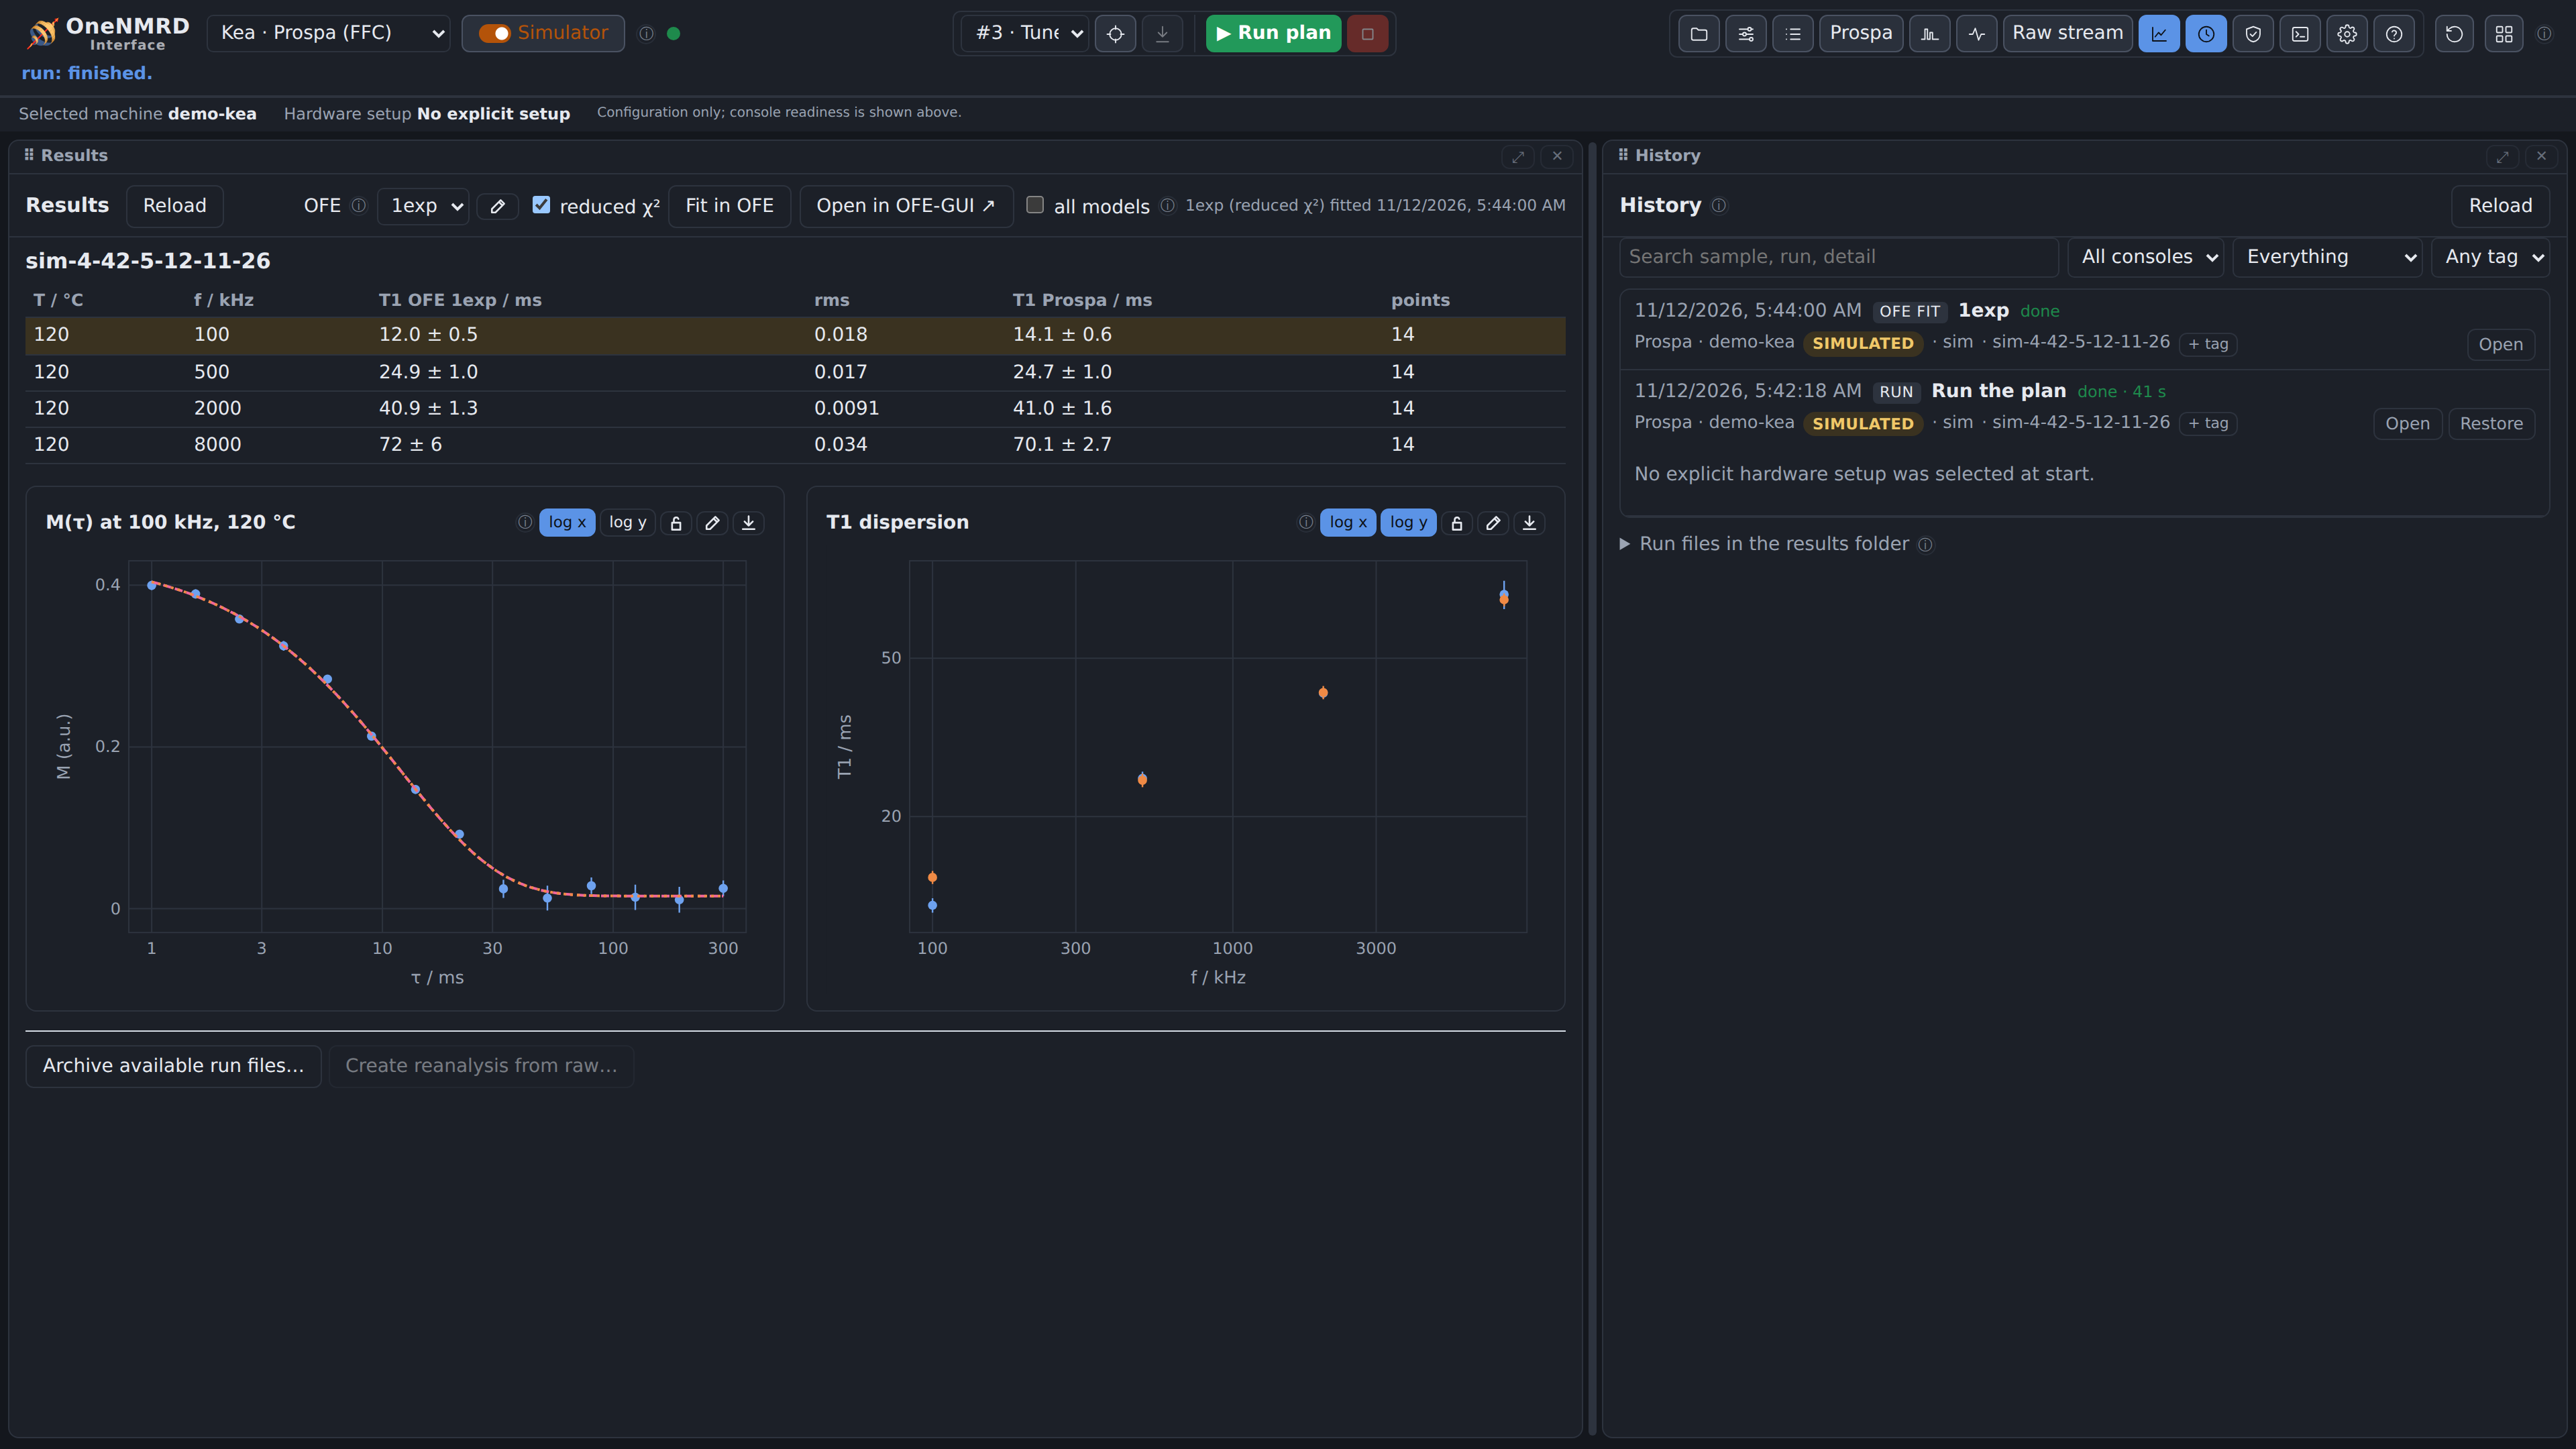 OneNMRD
Interface
Kea · Prospa (FFC)
Simulator
#3 · Tune
▶ Run plan
Prospa
Raw stream
run: finished.
Selected machine demo-kea Hardware setup No explicit setup Configuration only; console readiness is shown above.
Results
Results Reload OFE 1exp reduced χ² Fit in OFE Open in OFE-GUI ↗ all models 1exp (reduced χ²) fitted 11/12/2026, 5:44:00 AM
sim-4-42-5-12-11-26
T / °C f / kHz T1 OFE 1exp / ms rms T1 Prospa / ms points
120 100 12.0 ± 0.5 0.018 14.1 ± 0.6 14
120 500 24.9 ± 1.0 0.017 24.7 ± 1.0 14
120 2000 40.9 ± 1.3 0.0091 41.0 ± 1.6 14
120 8000 72 ± 6 0.034 70.1 ± 2.7 14
M(τ) at 100 kHz, 120 °C
log x log y
0.4
0.2
0
M (a.u.)
1 3 10 30 100 300
τ / ms
T1 dispersion
log x log y
50
20
T1 / ms
100 300 1000 3000
f / kHz
Archive available run files... Create reanalysis from raw...
History
History Reload
Search sample, run, detail All consoles Everything Any tag
11/12/2026, 5:44:00 AM OFE FIT 1exp done
Prospa · demo-kea SIMULATED · sim · sim-4-42-5-12-11-26 + tag Open
11/12/2026, 5:42:18 AM RUN Run the plan done · 41 s
Prospa · demo-kea SIMULATED · sim · sim-4-42-5-12-11-26 + tag Open Restore
No explicit hardware setup was selected at start.
▶ Run files in the results folder